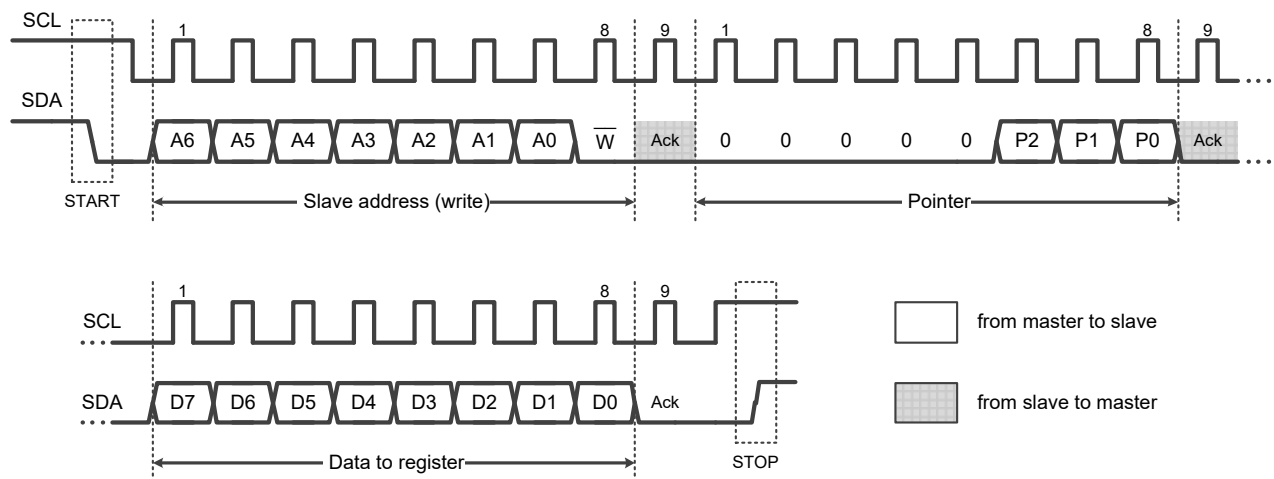 SCL 1 8 9 1 8 9
SDA A6 A5 A4 A3 A2 A1 A0 W̅ Ack 0 0 0 0 0 P2 P1 P0 Ack
START Slave address (write) Pointer
SCL 1 8 9
SDA D7 D6 D5 D4 D3 D2 D1 D0 Ack
Data to register STOP
from master to slave
from slave to master